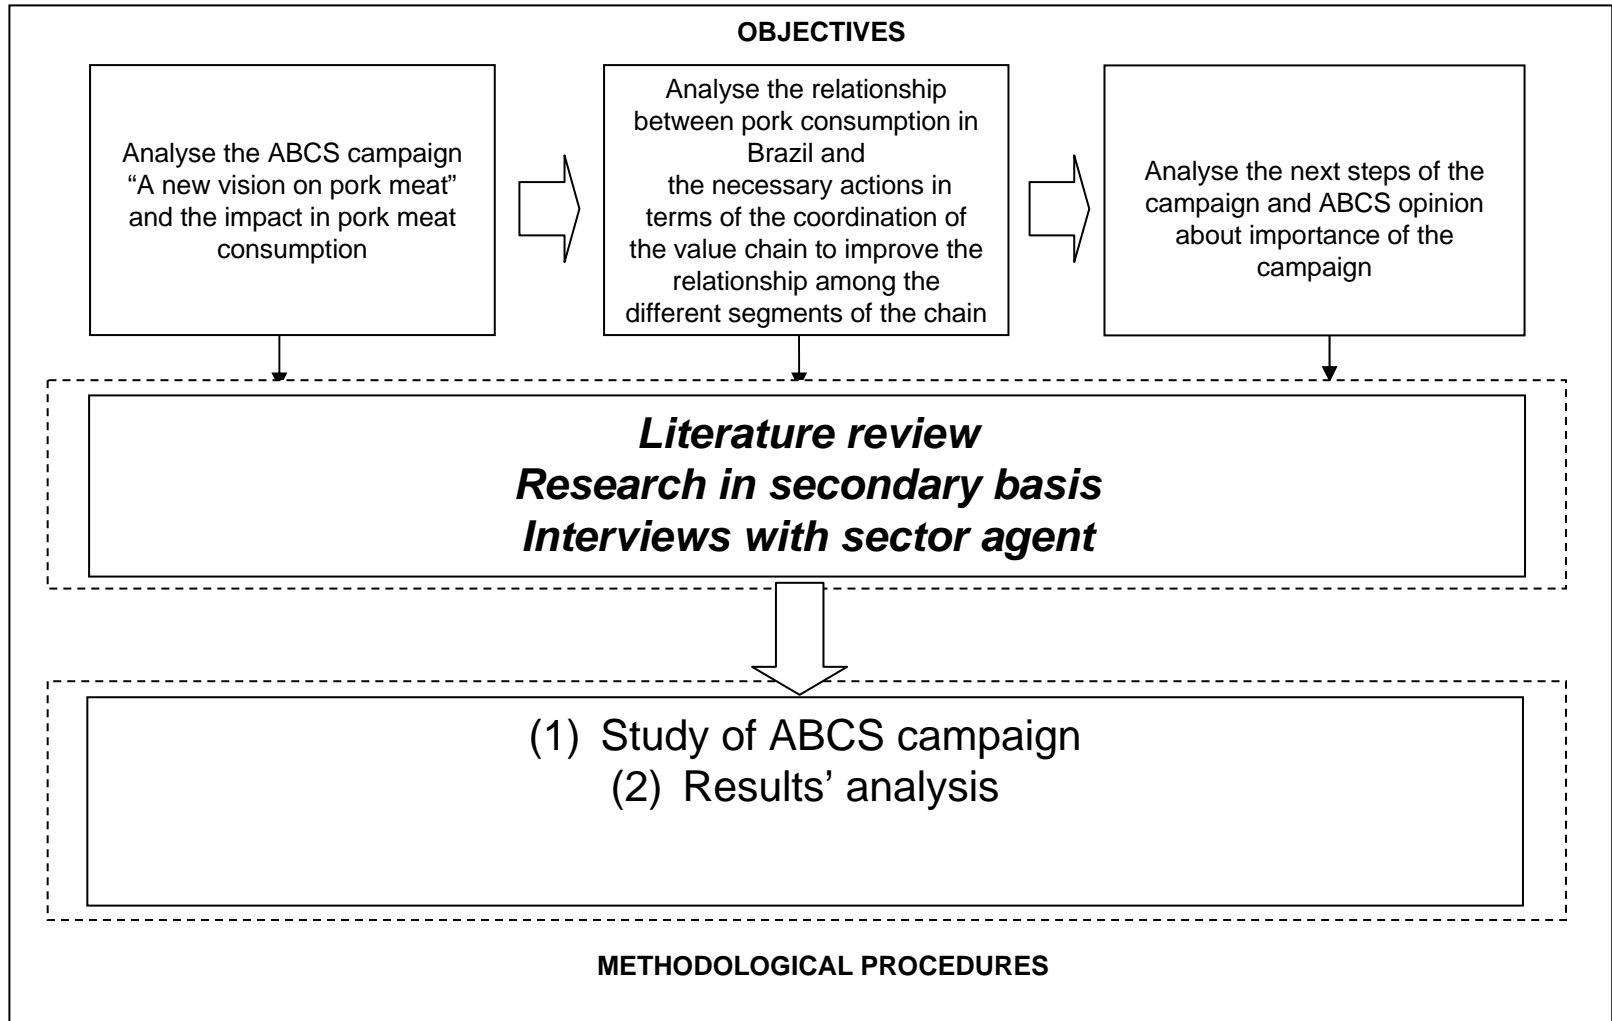 OBJECTIVES
Analyse the ABCS campaign
“A new vision on pork meat”
and the impact in pork meat
consumption
Analyse the relationship
between pork consumption in
Brazil and
the necessary actions in
terms of the coordination of
the value chain to improve the
relationship among the
different segments of the chain
Analyse the next steps of the
campaign and ABCS opinion
about importance of the
campaign
Literature review
Research in secondary basis
Interviews with sector agent
(1) Study of ABCS campaign
(2) Results’ analysis
METHODOLOGICAL PROCEDURES